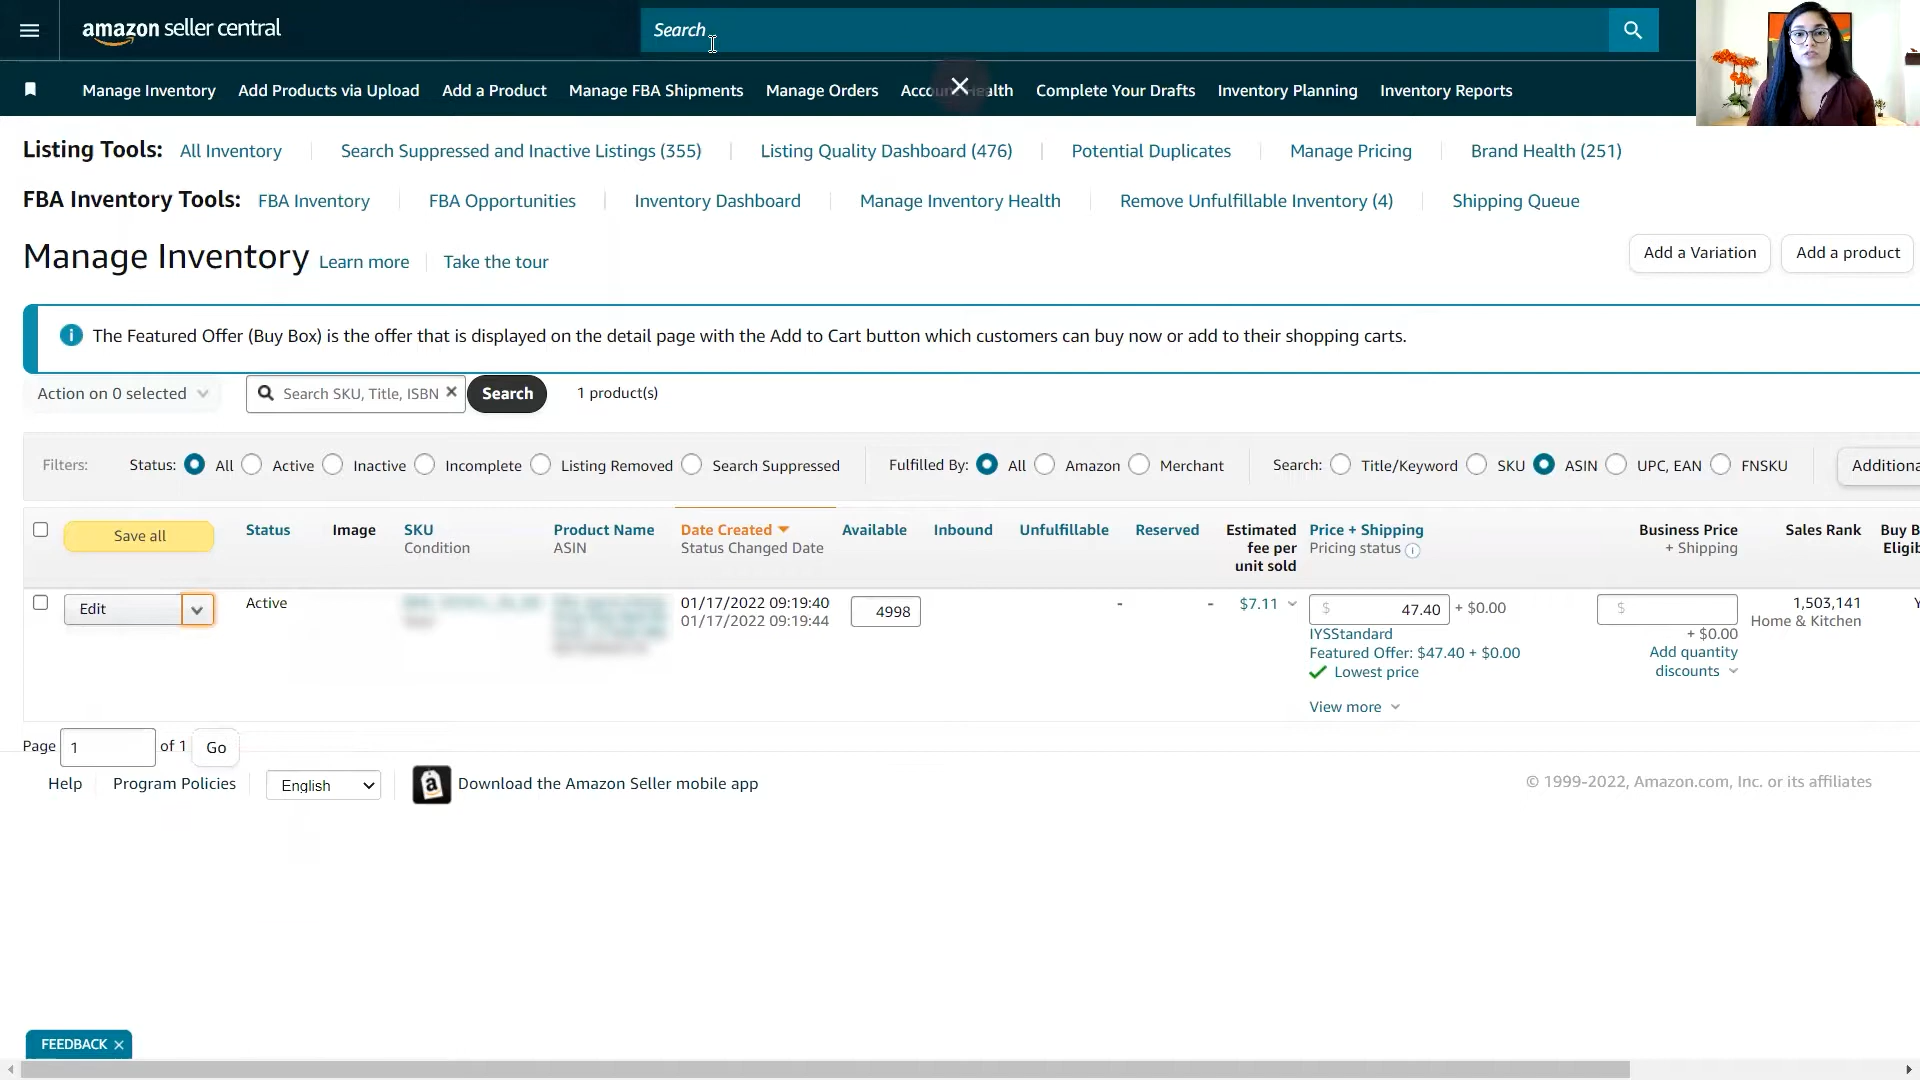 amazon seller central
Search
Manage Inventory Add Products via Upload Add a Product Manage FBA Shipments Manage Orders Complete Your Drafts Inventory Planning Inventory Reports
Listing Tools: All Inventory Search Suppressed and Inactive Listings (355) Listing Quality Dashboard (476) Potential Duplicates Manage Pricing Brand Health (251)
FBA Inventory Tools: FBA Inventory FBA Opportunities Inventory Dashboard Manage Inventory Health Remove Unfulfillable Inventory (4) Shipping Queue
Manage Inventory Learn more Take the tour Add a Variation Add a product
The Featured Offer (Buy Box) is the offer that is displayed on the detail page with the Add to Cart button which customers can buy now or add to their shopping carts.
Action on 0 selected Search SKU, Title, ISBN Search 1 product(s)
Filters: Status: All Active Inactive Incomplete Listing Removed Search Suppressed Fulfilled By: All Amazon Merchant Search: Title/Keyword SKU ASIN UPC, EAN FNSKU Additiona
Save all Status Image SKU Product Name Date Created Available Inbound Unfulfillable Reserved Estimated Price + Shipping Business Price Sales Rank Buy B
Condition ASIN Status Changed Date fee per Pricing status + Shipping Eligib
unit sold
Edit Active 01/17/2022 09:19:40 4998 - - $7.11 $ 47.40 + $0.00 $ 1,503,141 Y
01/17/2022 09:19:44 Home & Kitchen
IYSStandard + $0.00
Featured Offer: $47.40 + $0.00 Add quantity
Lowest price discounts
View more
Page 1 of 1 Go
Help Program Policies English Download the Amazon Seller mobile app © 1999-2022, Amazon.com, Inc. or its affiliates
FEEDBACK